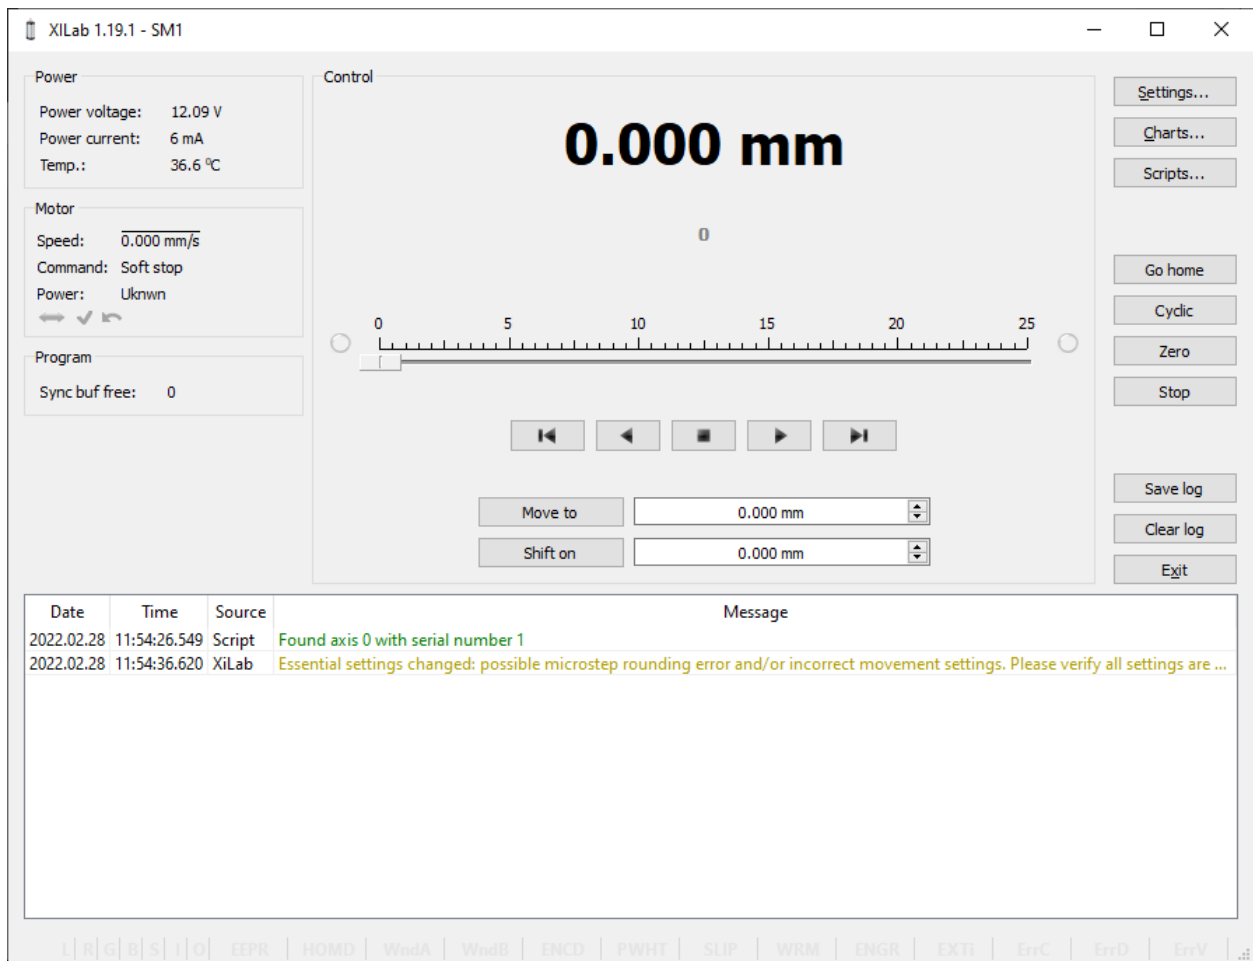 XILab 1.19.1 - SM1
Power
Power voltage: 12.09 V
Power current: 6 mA
Temp.: 36.6 ⁰C
Motor
Speed: 0.000 mm/s
Command: Soft stop
Power: Uknwn
Program
Sync buf free: 0
Control
0.000 mm
0
0 5 10 15 20 25
Move to 0.000 mm
Shift on 0.000 mm
Settings...
Charts...
Scripts...
Go home
Cyclic
Zero
Stop
Save log
Clear log
Exit
Date Time Source Message
2022.02.28 11:54:26.549 Script Found axis 0 with serial number 1
2022.02.28 11:54:36.620 XiLab Essential settings changed: possible microstep rounding error and/or incorrect movement settings. Please verify all settings are ...
L R G B S I O EEPR HOMD WndA WndB ENCD PWHT SLIP WRM ENGR EXTi ErrC ErrD ErrV